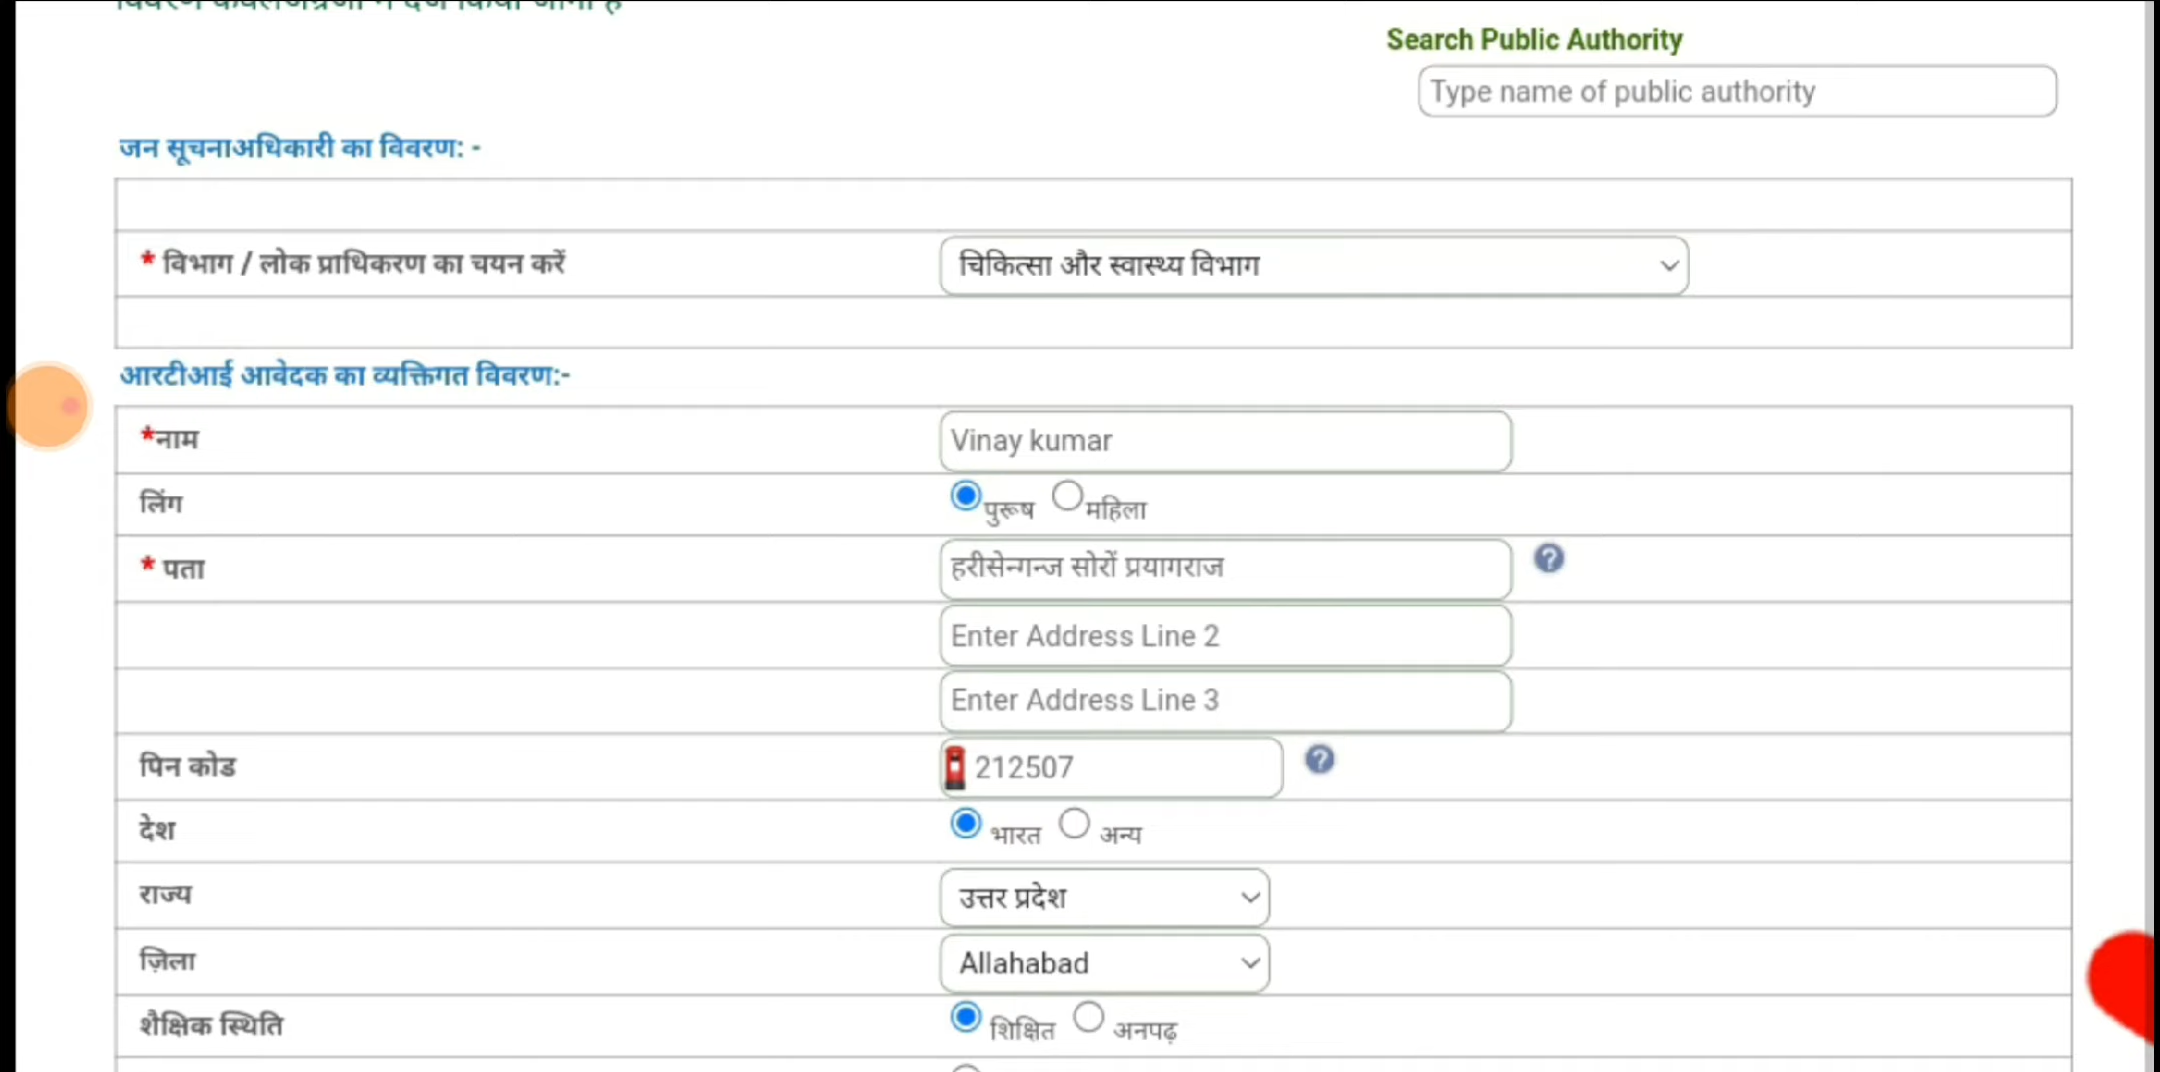 Search Public Authority
Type name of public authority
जन सूचनाअधिकारी का विवरण: -
* विभाग / लोक प्राधिकरण का चयन करें चिकित्सा और स्वास्थ्य विभाग
आरटीआई आवेदक का व्यक्तिगत विवरण:-
*नाम Vinay kumar
लिंग पुरूष महिला
* पता हरीसेन्गन्ज सोरों प्रयागराज
Enter Address Line 2
Enter Address Line 3
पिन कोड 212507
देश भारत अन्य
राज्य उत्तर प्रदेश
ज़िला Allahabad
शैक्षिक स्थिति शिक्षित अनपढ़